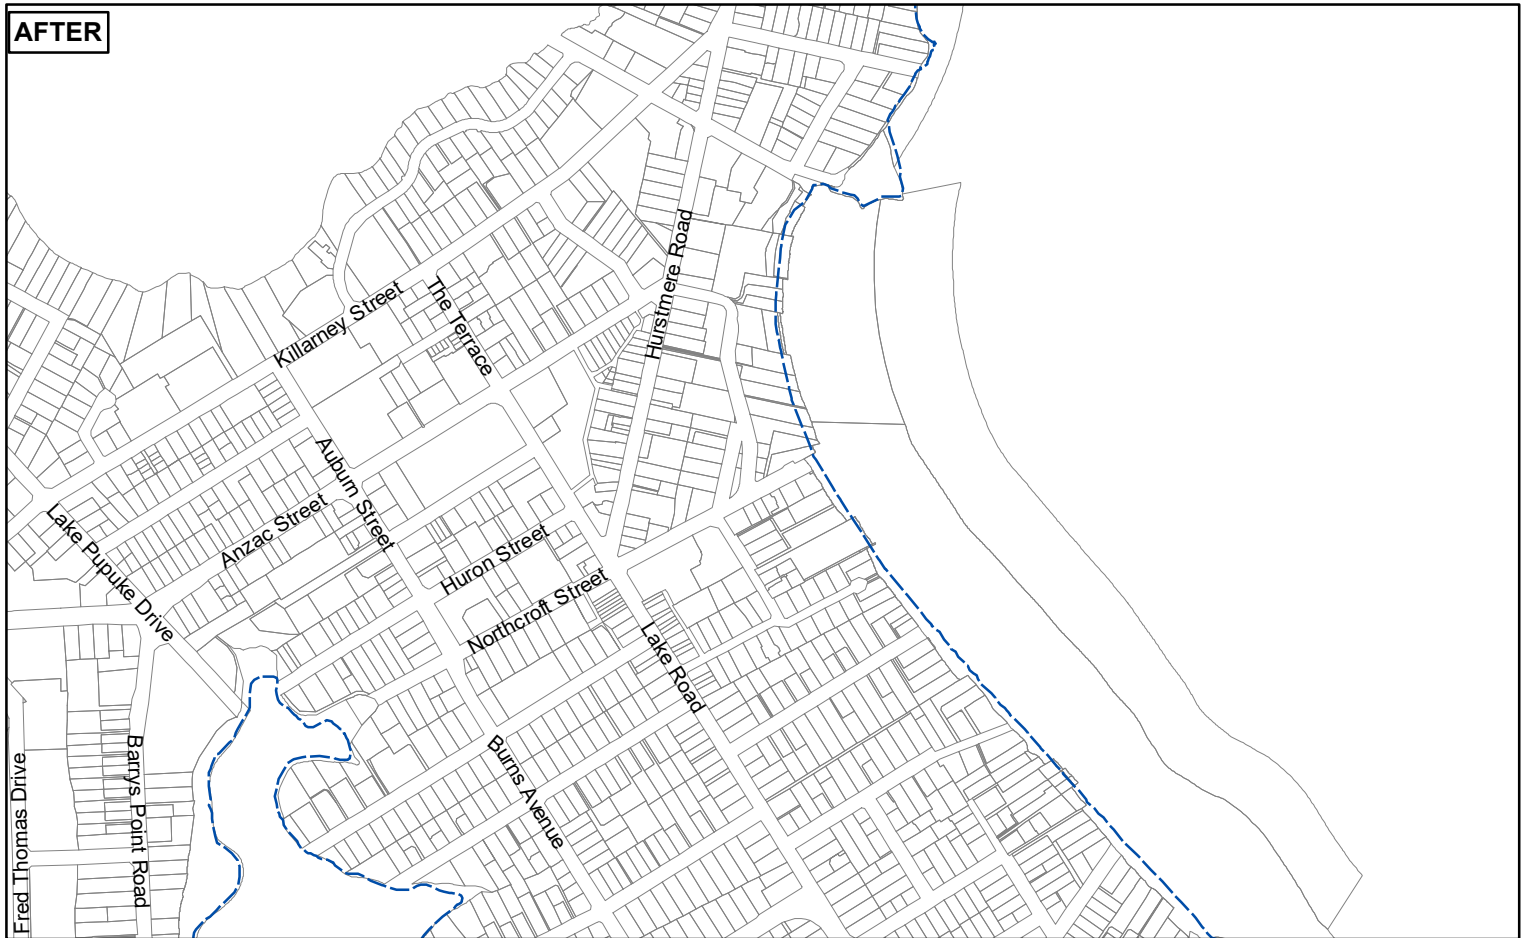 AFTER
Hurstmere Road
Killarney Street
The Terrace
Auburn Street
Anzac Street
Lake Pupuke Drive
Huron Street
Northcroft Street
Lake Road
Burns Avenue
Barrys Point Road
Fred Thomas Drive